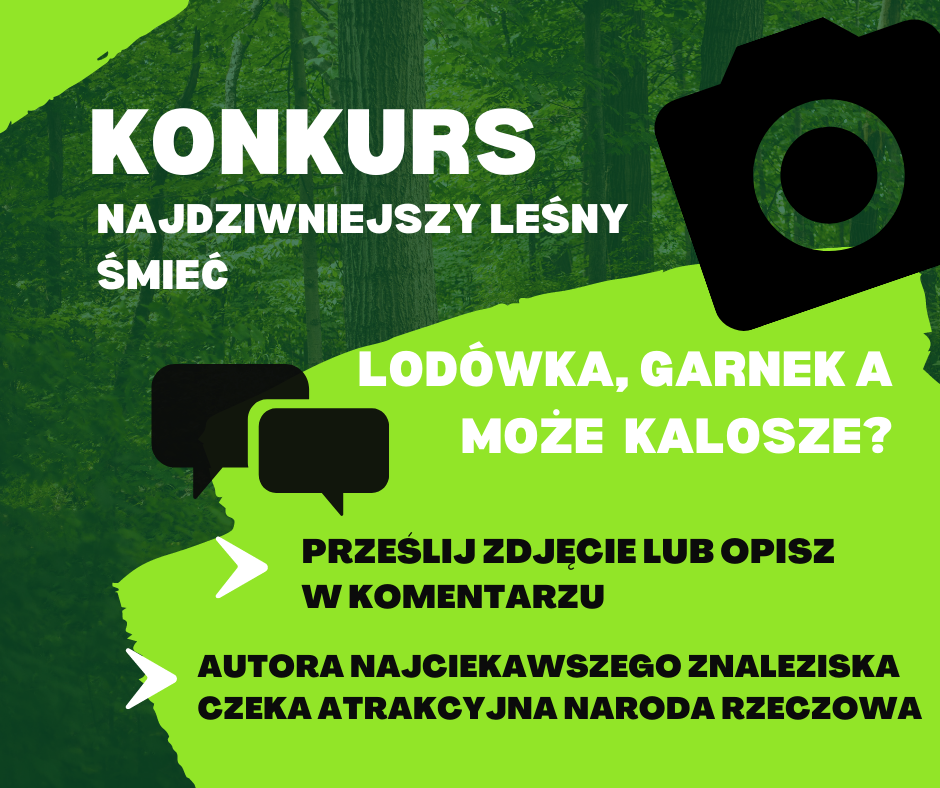 KONKURS
NAJDZIWNIEJSZY LEŚNY
ŚMIEĆ
LODÓWKA, GARNEK A
MOŻE KALOSZE?
PRZEŚLIJ ZDJĘCIE LUB OPISZ
W KOMENTARZU
AUTORA NAJCIEKAWSZEGO ZNALEZISKA
CZEKA ATRAKCYJNA NARODA RZECZOWA